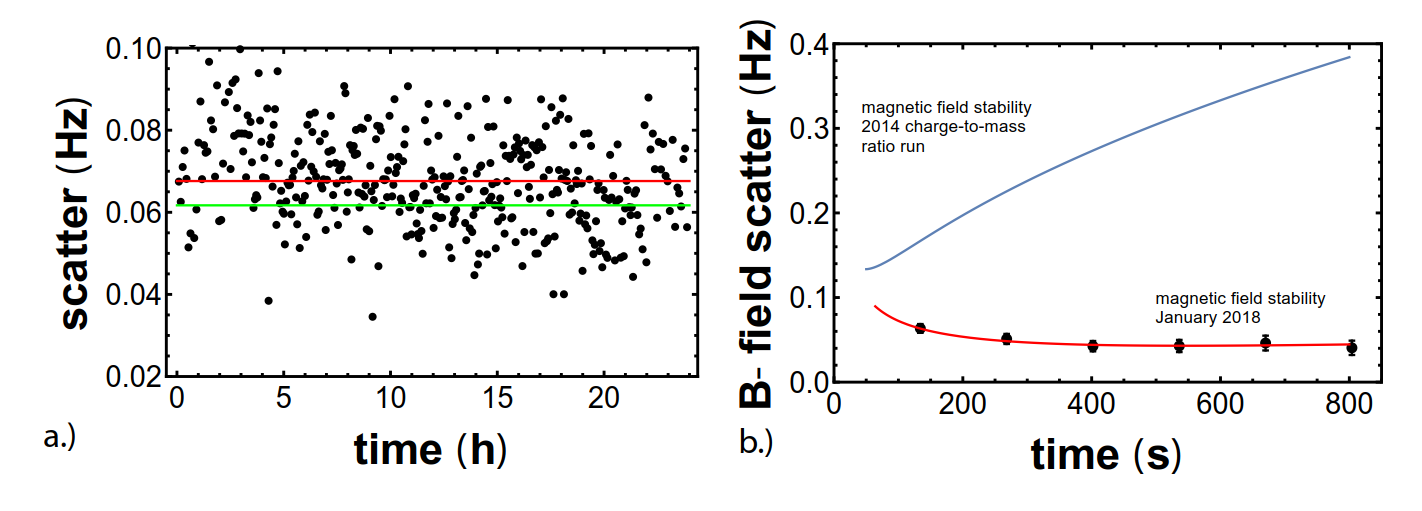 scatter (Hz)
0.10
0.08
0.06
0.04
0.02
0 5 10 15 20
time (h)
a.)
B- field scatter (Hz)
0.4
0.3
0.2
0.1
0.0
magnetic field stability
2014 charge-to-mass
ratio run
magnetic field stability
January 2018
0 200 400 600 800
time (s)
b.)